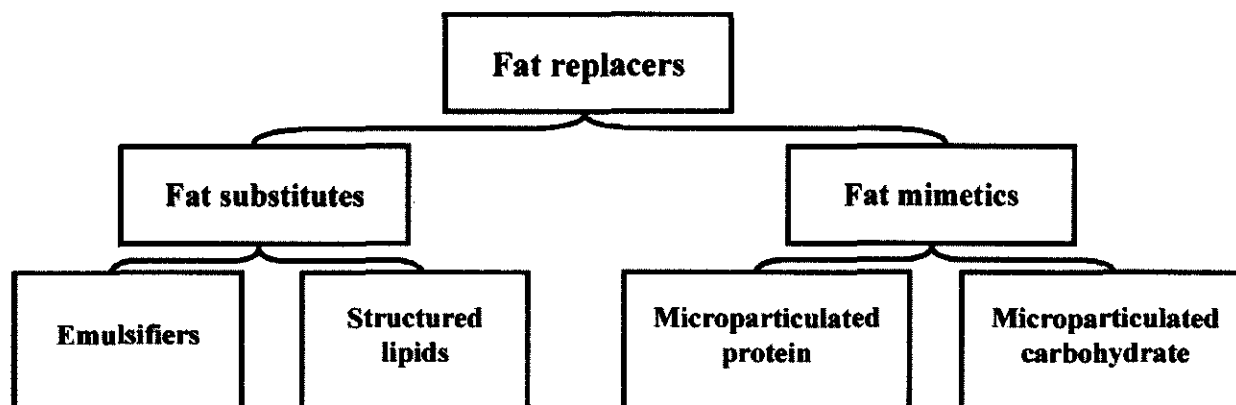 Fat replacers
Fat substitutes
Fat mimetics
Emulsifiers
Structured
lipids
Microparticulated
protein
Microparticulated
carbohydrate